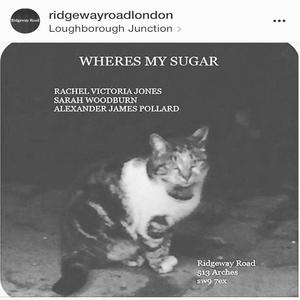 Ridgeway Road
ridgewayroadlondon
Loughborough Junction >
WHERES MY SUGAR
RACHEL VICTORIA JONES
SARAH WOODBURN
ALEXANDER JAMES POLLARD
Ridgeway Road
513 Arches
sw9 7ex